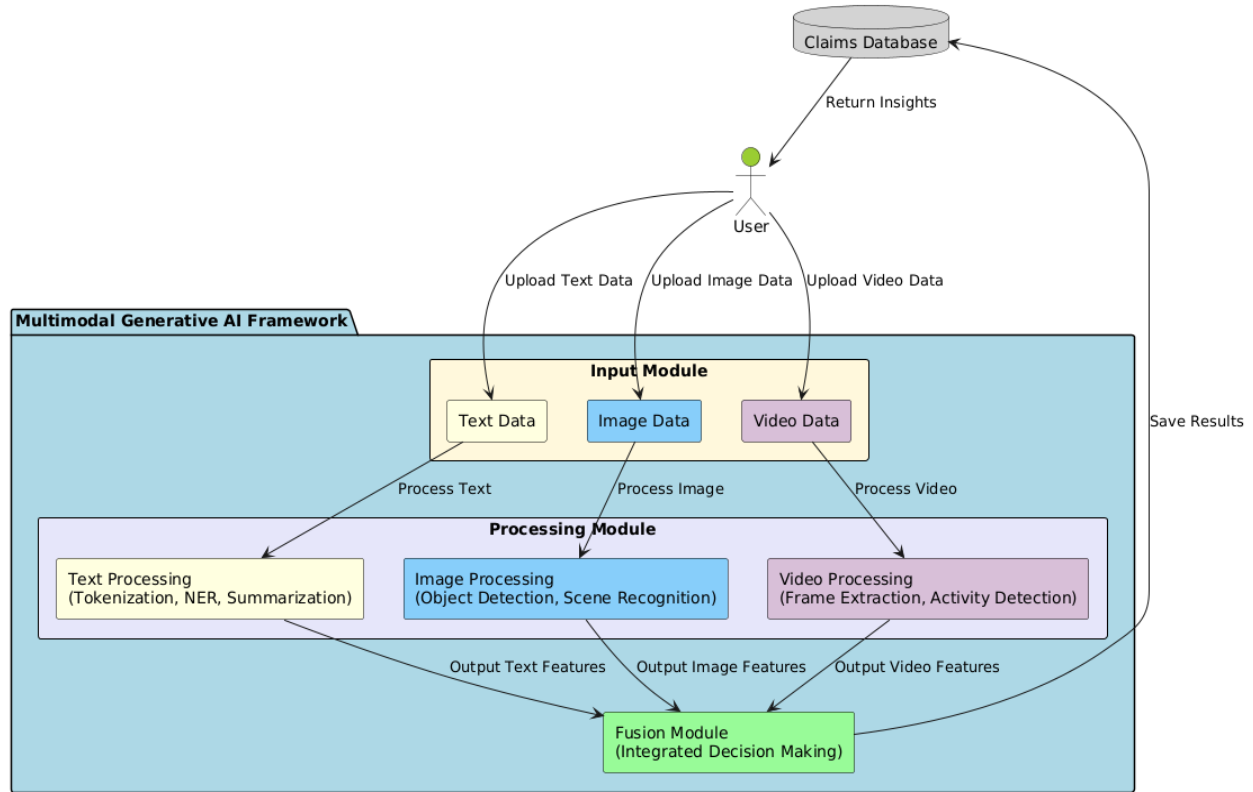 Claims Database
Return Insights
User
Upload Text Data
Upload Image Data
Upload Video Data
Multimodal Generative AI Framework
Input Module
Text Data
Image Data
Video Data
Save Results
Process Text
Process Image
Process Video
Processing Module
Text Processing
(Tokenization, NER, Summarization)
Image Processing
(Object Detection, Scene Recognition)
Video Processing
(Frame Extraction, Activity Detection)
Output Text Features
Output Image Features
Output Video Features
Fusion Module
(Integrated Decision Making)